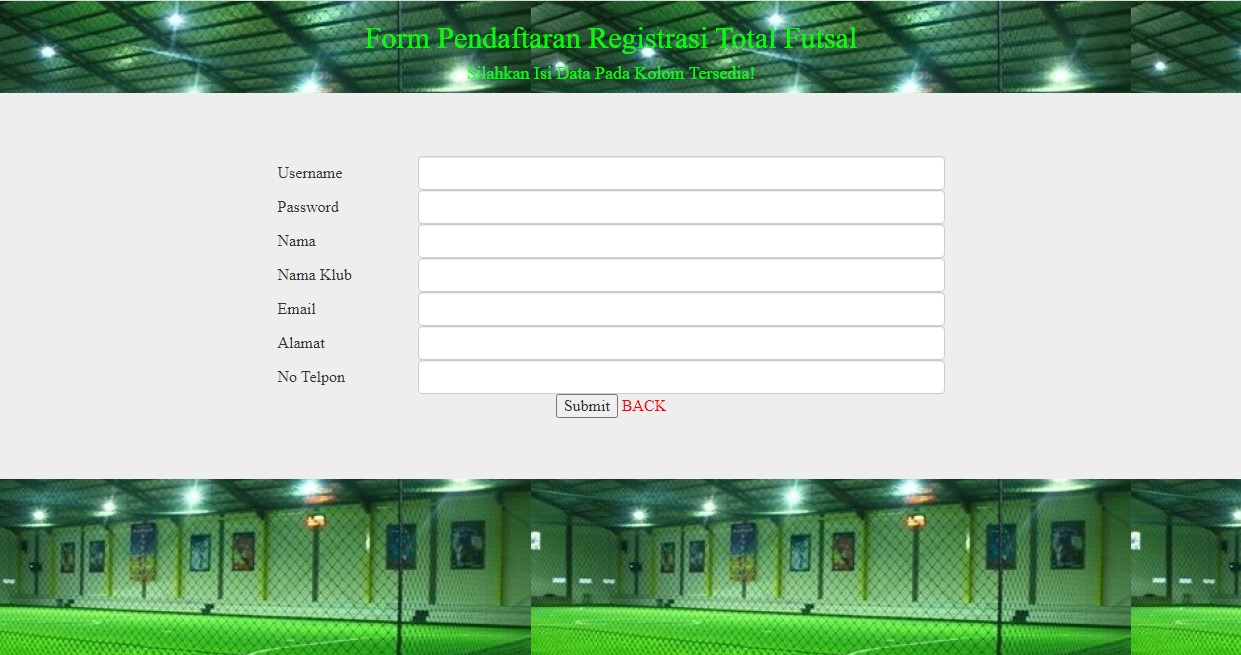 Form Pendaftaran Registrasi Total Futsal
Silahkan Isi Data Pada Kolom Tersedia!
Username
Password
Nama
Nama Klub
Email
Alamat
No Telpon
Submit BACK